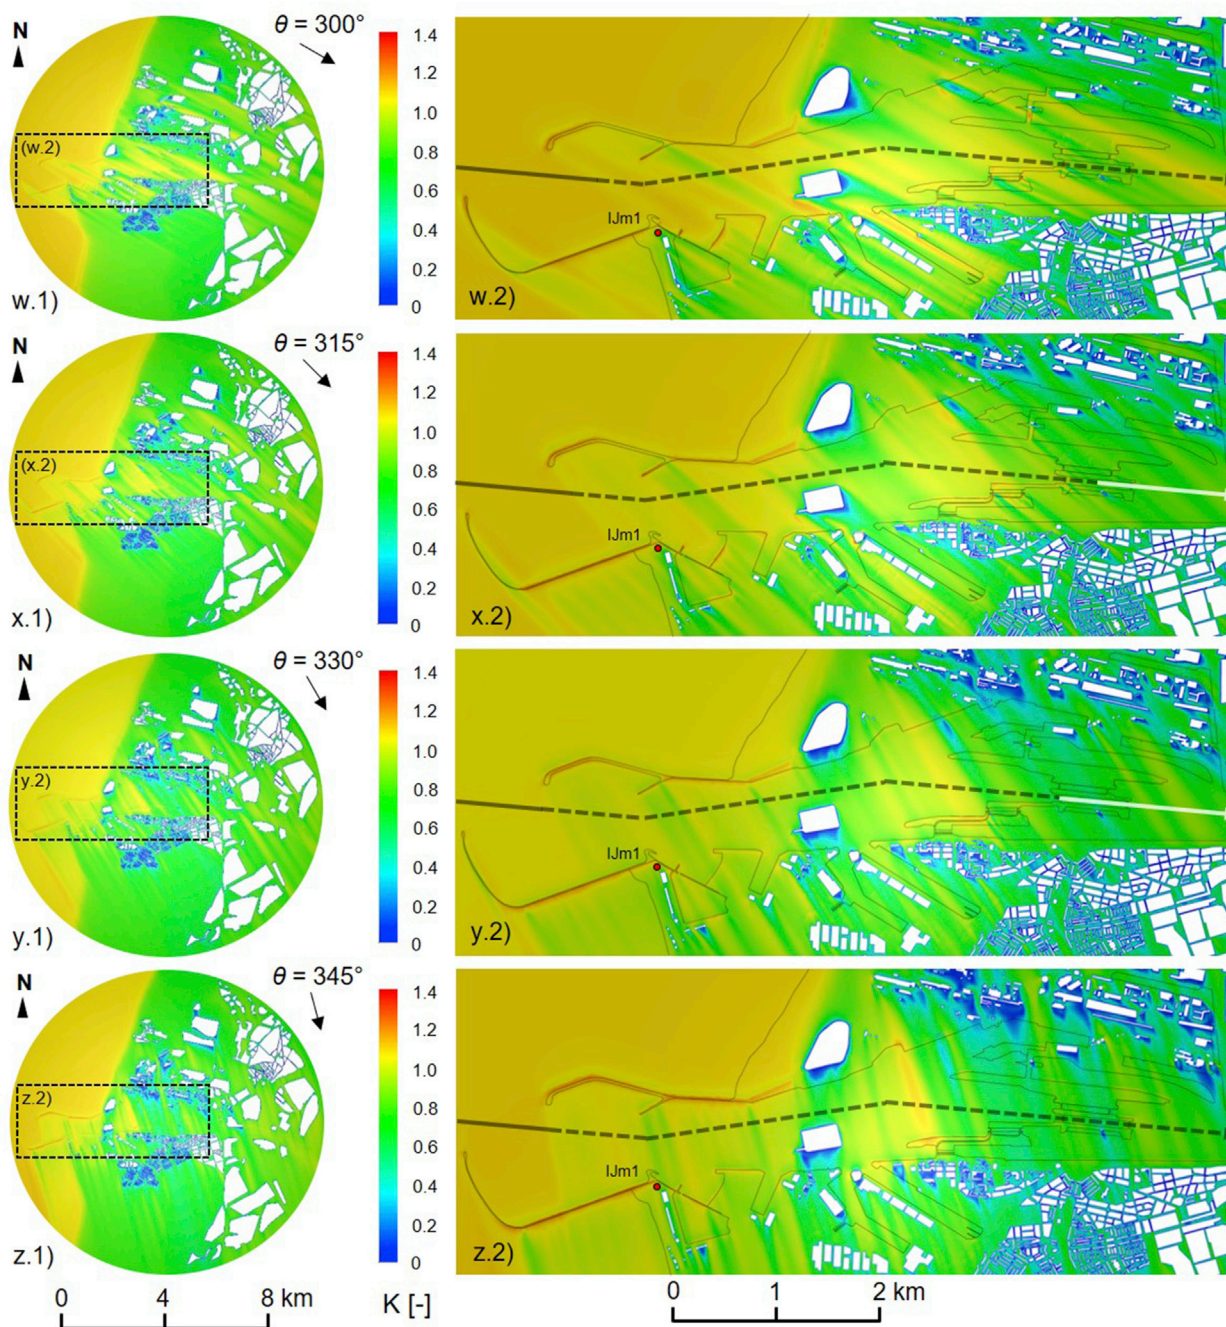 N
θ = 300°
1.4
1.2
1.0
0.8
0.6
0.4
0.2
0
(w.2)
w.1)
IJm1
w.2)
N
θ = 315°
1.4
1.2
1.0
0.8
0.6
0.4
0.2
0
(x.2)
x.1)
IJm1
x.2)
N
θ = 330°
1.4
1.2
1.0
0.8
0.6
0.4
0.2
0
y.2)
y.1)
IJm1
y.2)
N
θ = 345°
1.4
1.2
1.0
0.8
0.6
0.4
0.2
0
z.2)
z.1)
IJm1
z.2)
0 4 8 km
K [-]
0 1 2 km